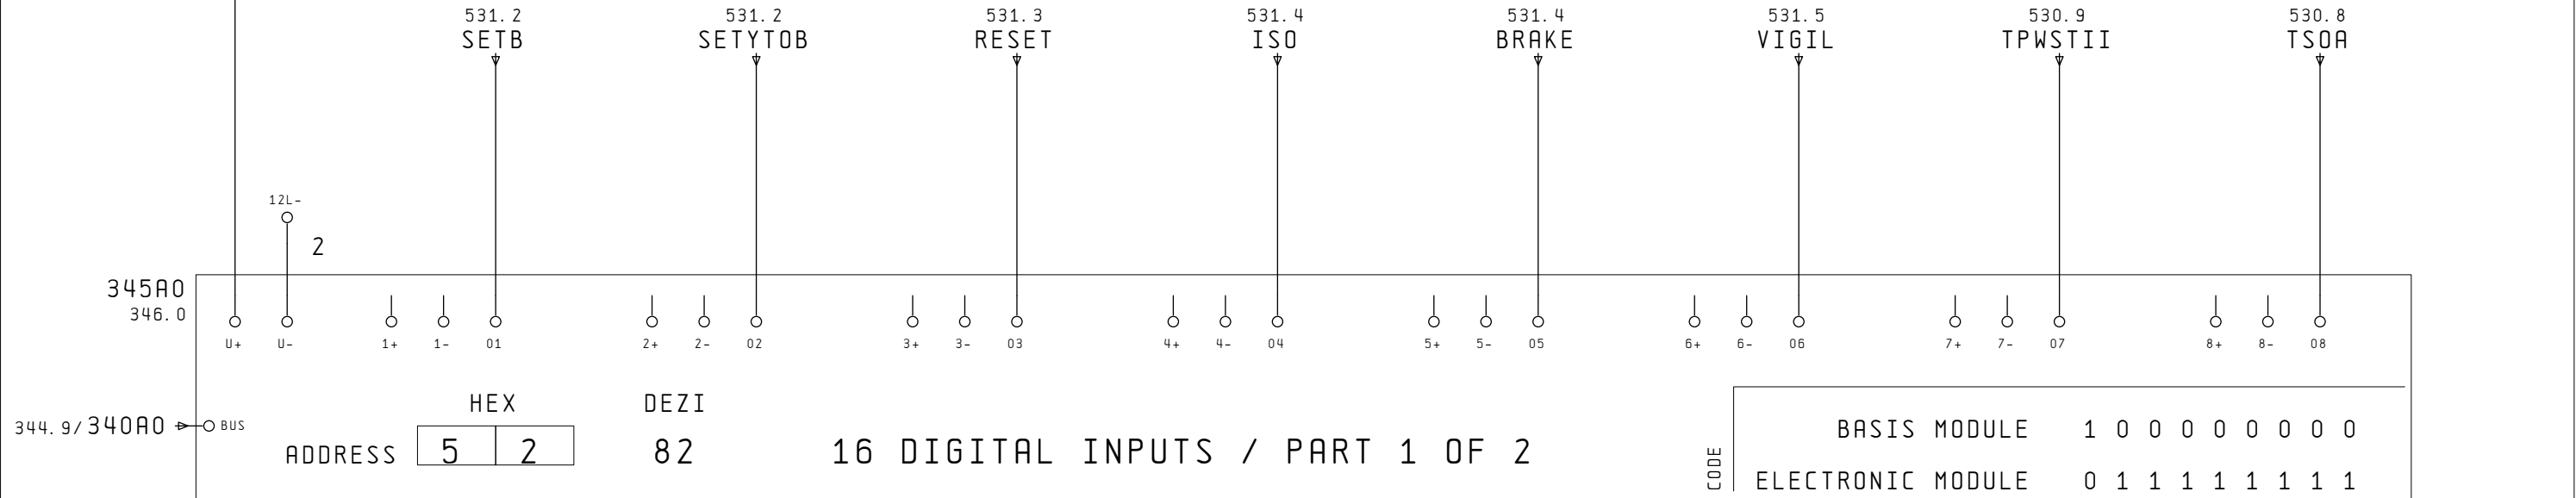 531.2 531.2 531.3 531.4 531.4 531.5 530.9 530.8
SETB SETYTOB RESET ISO BRAKE VIGIL TPWSTII TSOA
12L-
2
345A0
346.0
U+ U- 1+ 1- 01 2+ 2- 02 3+ 3- 03 4+ 4- 04 5+ 5- 05 6+ 6- 06 7+ 7- 07 8+ 8- 08
HEX DEZI
344.9/340A0 BUS
ADDRESS 5 2 82 16 DIGITAL INPUTS / PART 1 OF 2
CODE
BASIS MODULE 1 0 0 0 0 0 0 0 0
ELECTRONIC MODULE 0 1 1 1 1 1 1 1 1